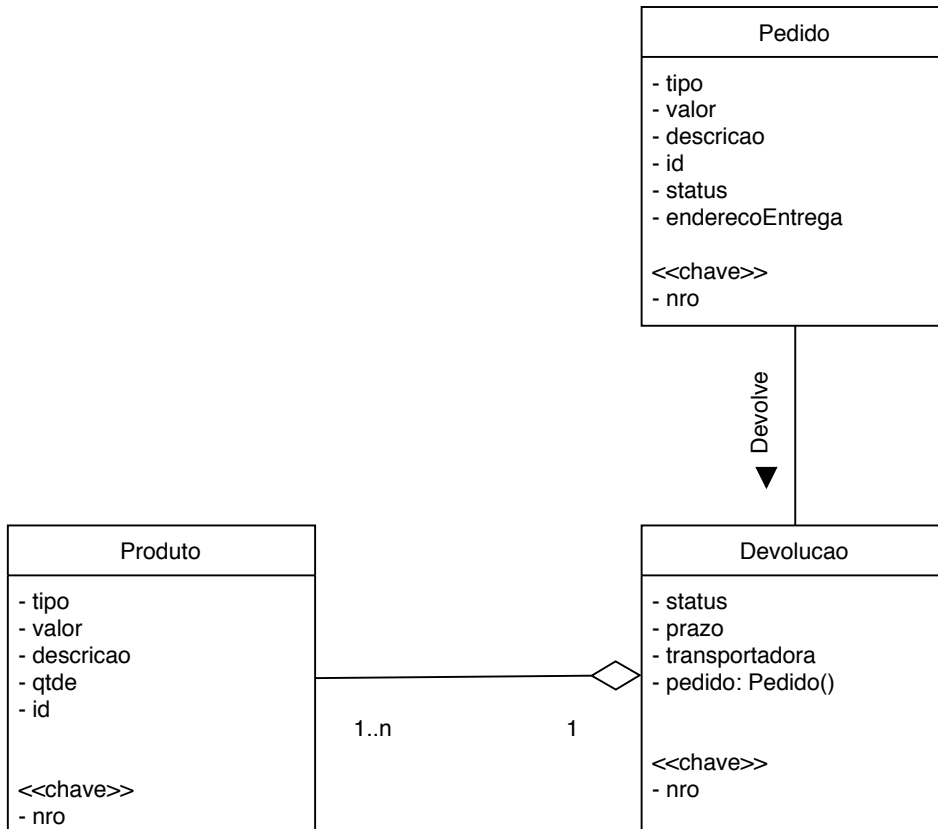 Pedido
- tipo
- valor
- descricao
- id
- status
- enderecoEntrega
<<chave>>
- nro
Devolve
Produto
- tipo
- valor
- descricao
- qtde
- id
<<chave>>
- nro
1..n
1
Devolucao
- status
- prazo
- transportadora
- pedido: Pedido()
<<chave>>
- nro